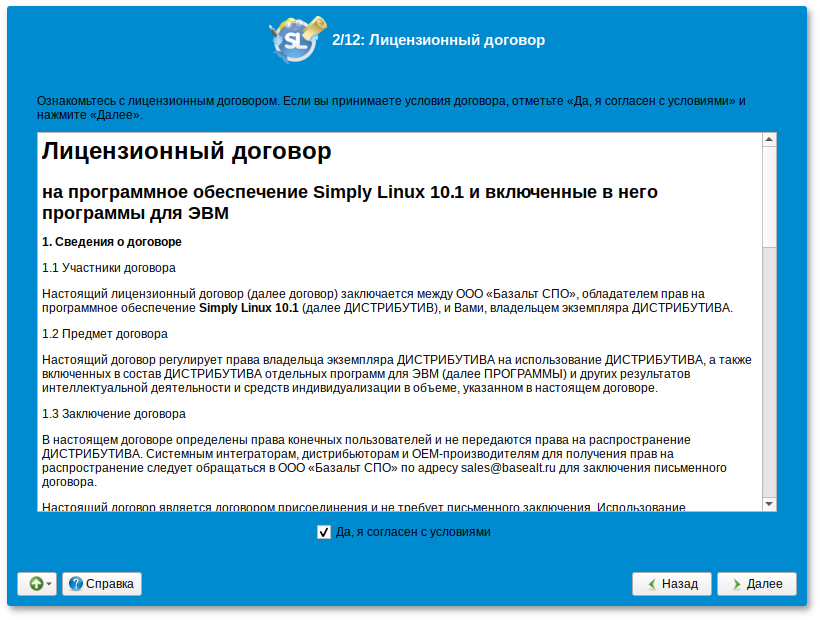 SL
2/12: Лицензионный договор
Ознакомьтесь с лицензионным договором. Если вы принимаете условия договора, отметьте «Да, я согласен с условиями» и
нажмите «Далее».
Лицензионный договор
на программное обеспечение Simply Linux 10.1 и включенные в него
программы для ЭВМ
1. Сведения о договоре
1.1 Участники договора
Настоящий лицензионный договор (далее договор) заключается между ООО «Базальт СПО», обладателем прав на
программное обеспечение Simply Linux 10.1 (далее ДИСТРИБУТИВ), и Вами, владельцем экземпляра ДИСТРИБУТИВА.
1.2 Предмет договора
Настоящий договор регулирует права владельца экземпляра ДИСТРИБУТИВА на использование ДИСТРИБУТИВА, а также
включенных в состав ДИСТРИБУТИВА отдельных программ для ЭВМ (далее ПРОГРАММЫ) и других результатов
интеллектуальной деятельности и средств индивидуализации в объеме, указанном в настоящем договоре.
1.3 Заключение договора
В настоящем договоре определены права конечных пользователей и не передаются права на распространение
ДИСТРИБУТИВА. Системным интеграторам, дистрибьюторам и OEM-производителям для получения прав на
распространение следует обращаться в ООО «Базальт СПО» по адресу sales@basealt.ru для заключения письменного
договора.
Настоящий договор является договором присоединения и не требует письменного заключения. Использование
Да, я согласен с условиями
Справка
Назад
Далее